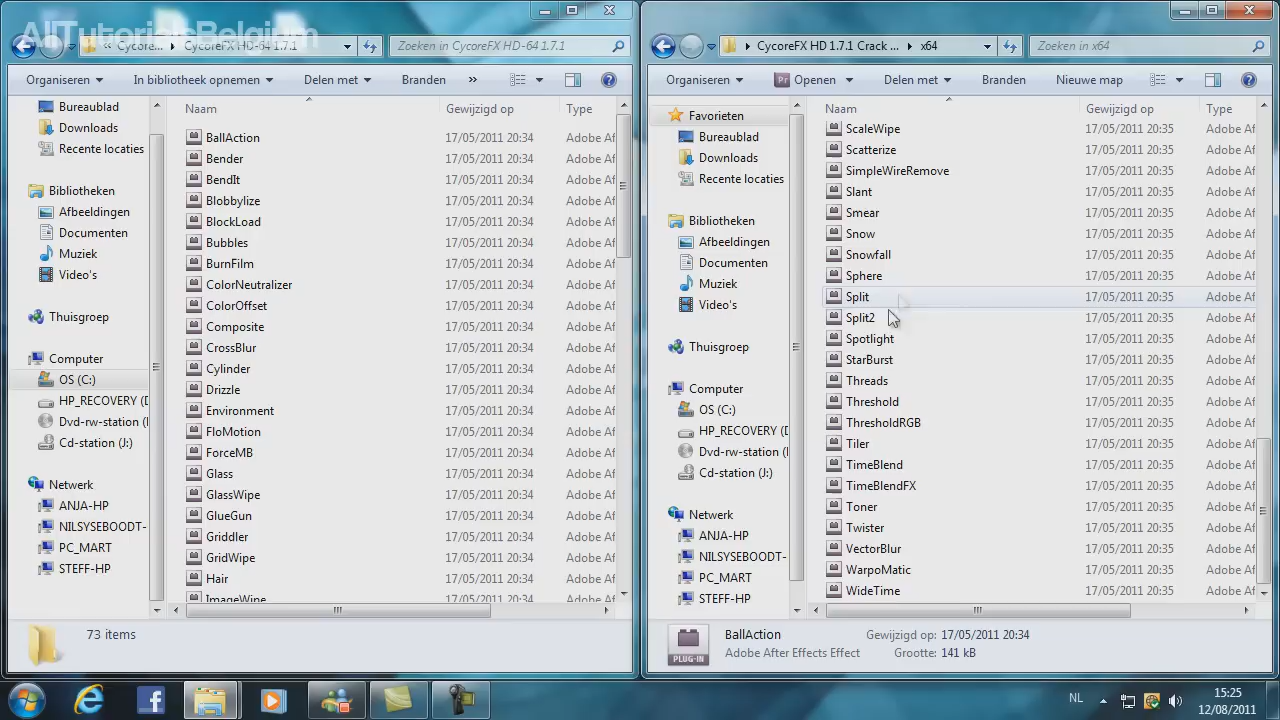 AllTutorialsBelgium
Cycore... CycoreFX HD-64 1.7.1
Zoeken in CycoreFX HD-64 1.7.1
Organiseren
In bibliotheek opnemen
Delen met
Branden
»
Bureaublad
Downloads
Recente locaties
Bibliotheken
Afbeeldingen
Documenten
Muziek
Video's
Thuisgroep
Computer
OS (C:)
HP_RECOVERY (D
Dvd-rw-station (
Cd-station (J:)
Netwerk
ANJA-HP
NILSYSEBOODT-
PC_MART
STEFF-HP
Naam Gewijzigd op Type
BallAction 17/05/2011 20:34 Adobe Af
Bender 17/05/2011 20:34 Adobe Af
BendIt 17/05/2011 20:34 Adobe Af
Blobbylize 17/05/2011 20:34 Adobe Af
BlockLoad 17/05/2011 20:34 Adobe Af
Bubbles 17/05/2011 20:34 Adobe Af
BurnFilm 17/05/2011 20:34 Adobe Af
ColorNeutralizer 17/05/2011 20:34 Adobe Af
ColorOffset 17/05/2011 20:34 Adobe Af
Composite 17/05/2011 20:34 Adobe Af
CrossBlur 17/05/2011 20:34 Adobe Af
Cylinder 17/05/2011 20:34 Adobe Af
Drizzle 17/05/2011 20:34 Adobe Af
Environment 17/05/2011 20:34 Adobe Af
FloMotion 17/05/2011 20:34 Adobe Af
ForceMB 17/05/2011 20:34 Adobe Af
Glass 17/05/2011 20:34 Adobe Af
GlassWipe 17/05/2011 20:34 Adobe Af
GlueGun 17/05/2011 20:34 Adobe Af
Griddler 17/05/2011 20:34 Adobe Af
GridWipe 17/05/2011 20:34 Adobe Af
Hair 17/05/2011 20:34 Adobe Af
ImageWipe 17/05/2011 20:34 Adobe Af
73 items
CycoreFX HD 1.7.1 Crack ... x64
Zoeken in x64
Organiseren
Pr Openen
Delen met
Branden
Nieuwe map
Favorieten
Bureaublad
Downloads
Recente locaties
Bibliotheken
Afbeeldingen
Documenten
Muziek
Video's
Thuisgroep
Computer
OS (C:)
HP_RECOVERY (D
Dvd-rw-station (
Cd-station (J:)
Netwerk
ANJA-HP
NILSYSEBOODT-
PC_MART
STEFF-HP
Naam Gewijzigd op Type
ScaleWipe 17/05/2011 20:35 Adobe Af
Scatterize 17/05/2011 20:35 Adobe Af
SimpleWireRemove 17/05/2011 20:35 Adobe Af
Slant 17/05/2011 20:35 Adobe Af
Smear 17/05/2011 20:35 Adobe Af
Snow 17/05/2011 20:35 Adobe Af
Snowfall 17/05/2011 20:35 Adobe Af
Sphere 17/05/2011 20:35 Adobe Af
Split 17/05/2011 20:35 Adobe Af
Split2 17/05/2011 20:35 Adobe Af
Spotlight 17/05/2011 20:35 Adobe Af
StarBurst 17/05/2011 20:35 Adobe Af
Threads 17/05/2011 20:35 Adobe Af
Threshold 17/05/2011 20:35 Adobe Af
ThresholdRGB 17/05/2011 20:35 Adobe Af
Tiler 17/05/2011 20:35 Adobe Af
TimeBlend 17/05/2011 20:35 Adobe Af
TimeBlendFX 17/05/2011 20:35 Adobe Af
Toner 17/05/2011 20:35 Adobe Af
Twister 17/05/2011 20:35 Adobe Af
VectorBlur 17/05/2011 20:35 Adobe Af
WarpoMatic 17/05/2011 20:35 Adobe Af
WideTime 17/05/2011 20:35 Adobe Af
PLUG-IN
BallAction Gewijzigd op: 17/05/2011 20:34
Adobe After Effects Effect Grootte: 141 kB
NL
15:25
12/08/2011